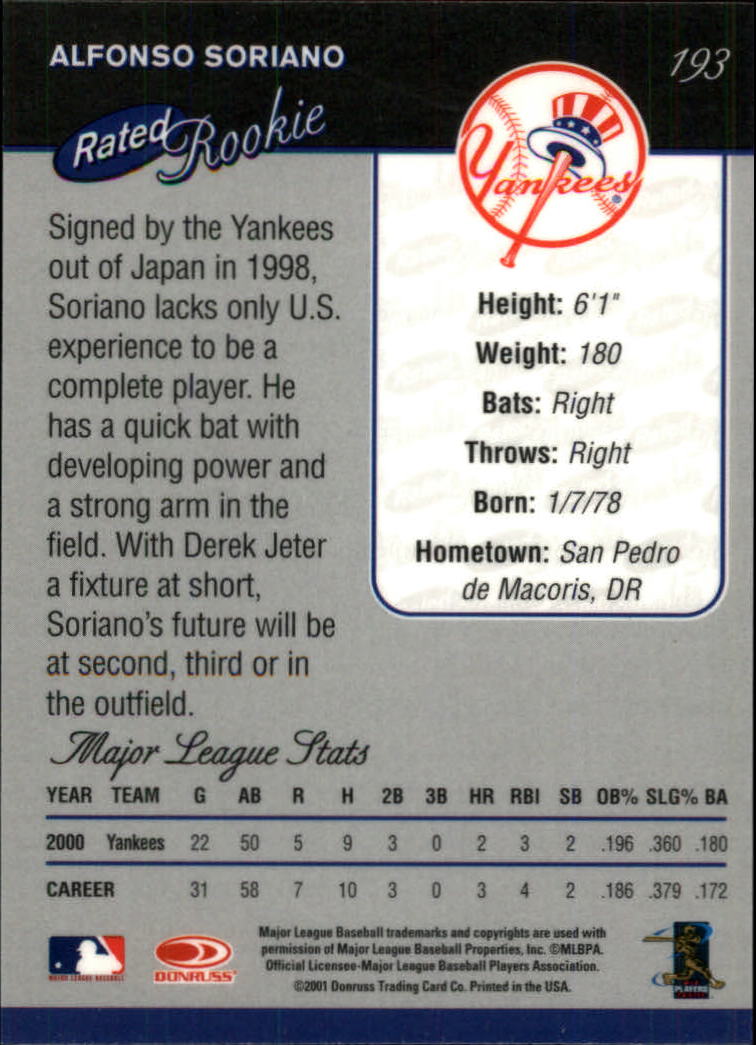 ALFONSO SORIANO
193
Rated Rookie
Yankees
Signed by the Yankees
out of Japan in 1998,
Soriano lacks only U.S.
experience to be a
complete player. He
has a quick bat with
developing power and
a strong arm in the
field. With Derek Jeter
a fixture at short,
Soriano's future will be
at second, third or in
the outfield.
Height: 6'1"
Weight: 180
Bats: Right
Throws: Right
Born: 1/7/78
Hometown: San Pedro
de Macoris, DR
Major League Stats
YEAR TEAM G AB R H 2B 3B HR RBI SB OB% SLG% BA
2000 Yankees 22 50 5 9 3 0 2 3 2 .196 .360 .180
CAREER 31 58 7 10 3 0 3 4 2 .186 .379 .172
MAJOR LEAGUE BASEBALL
DONRUSS
Major League Baseball trademarks and copyrights are used with
permission of Major League Baseball Properties, Inc. ©MLBPA.
Official Licensee-Major League Baseball Players Association.
©2001 Donruss Trading Card Co. Printed in the USA.
PLAYERS